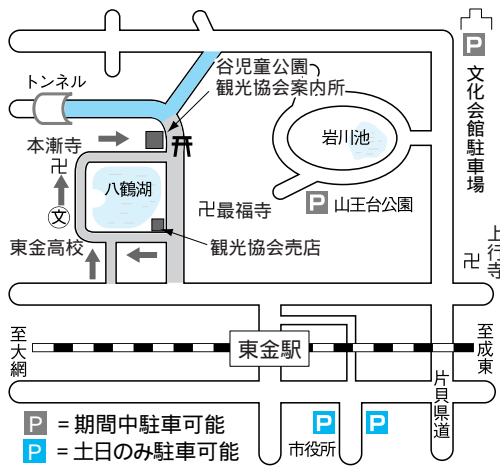 P
文化会館駐車場
トンネル
谷児童公園
観光協会案内所
本漸寺
卍
岩川池
八鶴湖
文
卍最福寺
P 山王台公園
東金高校
観光協会売店
卍
上行寺
至大網
東金駅
至成東
片貝県道
P =期間中駐車可能
P =土日のみ駐車可能
市役所
P
P